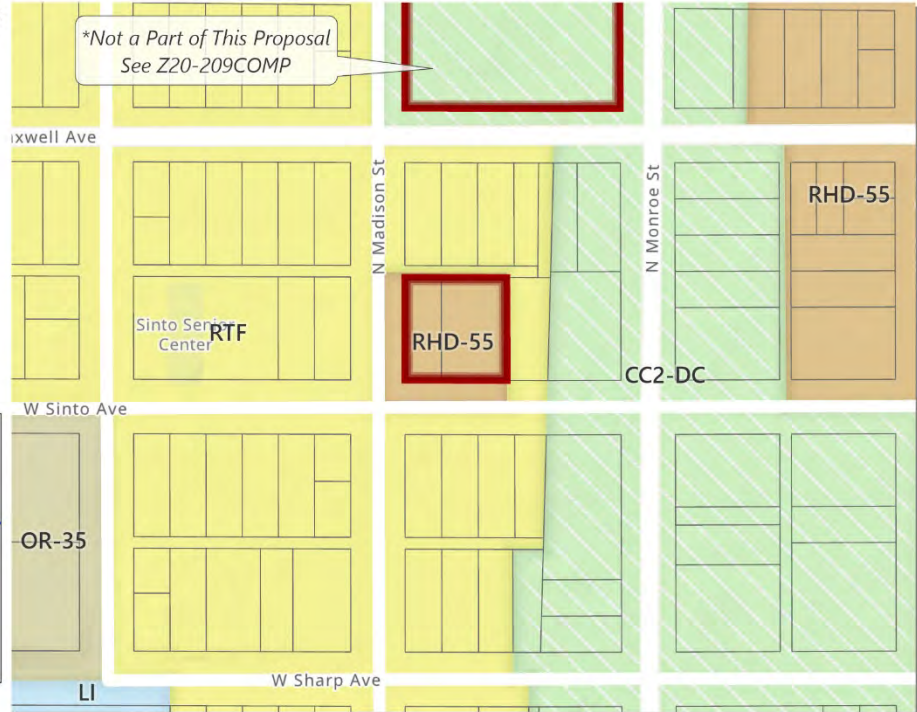 *Not a Part of This Proposal
See Z20-209COMP
axwell Ave
N Madison St
N Monroe St
RHD-55
Sinto Senior
Center
RTF
RHD-55
CC2-DC
W Sinto Ave
OR-35
W Sharp Ave
LI